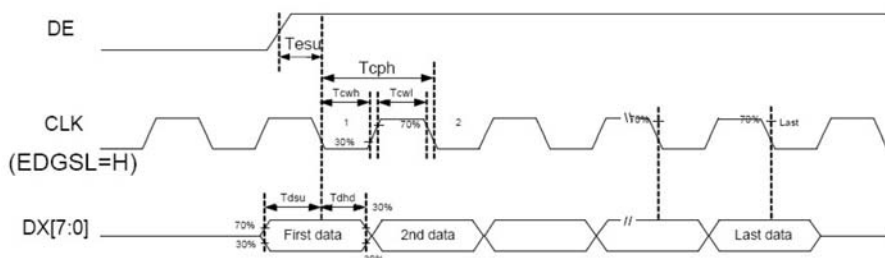 DE
Tesu
Tcph
Tcwh
Tcwl
CLK
1
70%
2
\\
70%
70%
Last
30%
(EDGSL=H)
Tdsu
Tdhd
30%
DX[7:0]
70%
First data
2nd data
//
Last data
30%